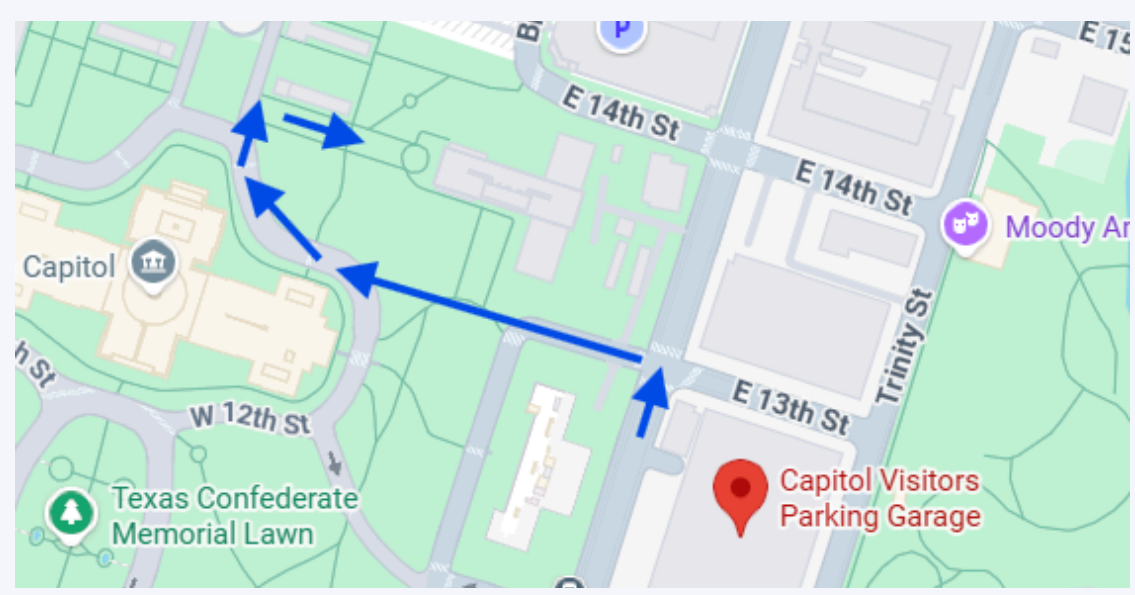 P
E 15
E 14th St
E 14th St
Moody Ar
Capitol
Trinity St
h St
W 12th St
E 13th St
Capitol Visitors
Parking Garage
Texas Confederate
Memorial Lawn